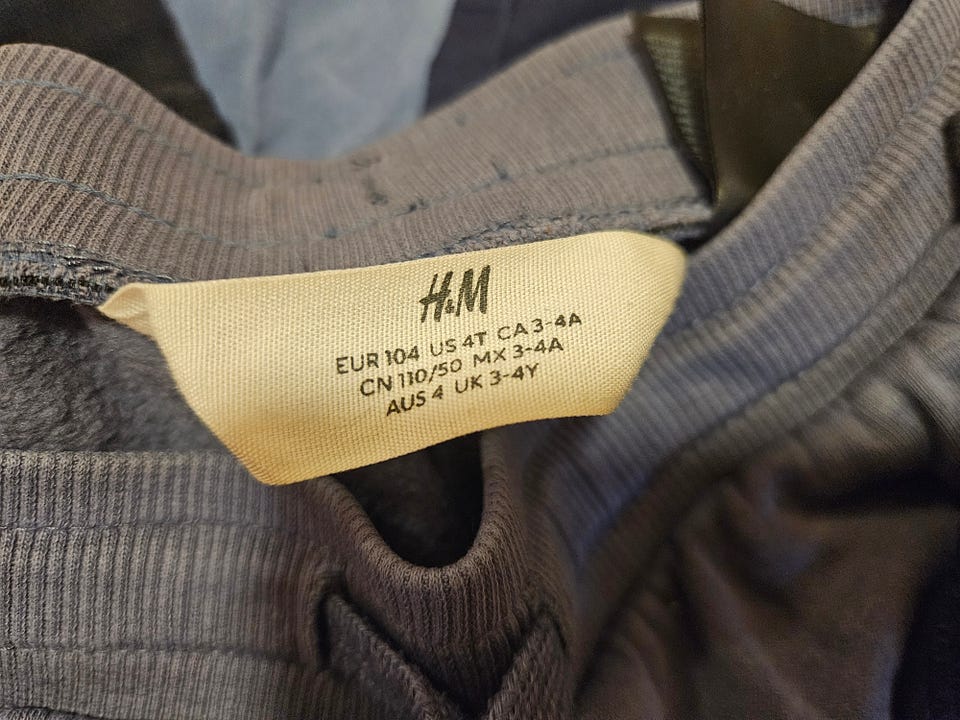 H&M
EUR 104 US 4T CA 3-4A
CN 110/50 MX 3-4A
AUS 4 UK 3-4Y